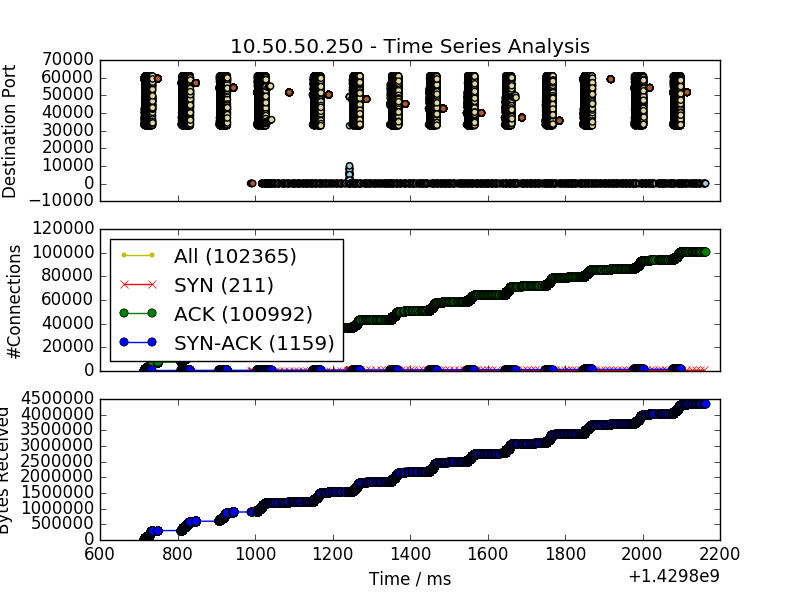 10.50.50.250 - Time Series Analysis
Destination Port
70000
60000
50000
40000
30000
20000
10000
0
−10000
#Connections
120000
100000
80000
60000
40000
20000
0
All (102365)
SYN (211)
ACK (100992)
SYN-ACK (1159)
Bytes Received
4500000
4000000
3500000
3000000
2500000
2000000
1500000
1000000
500000
0
600 800 1000 1200 1400 1600 1800 2000 2200
Time / ms
+1.4298e9